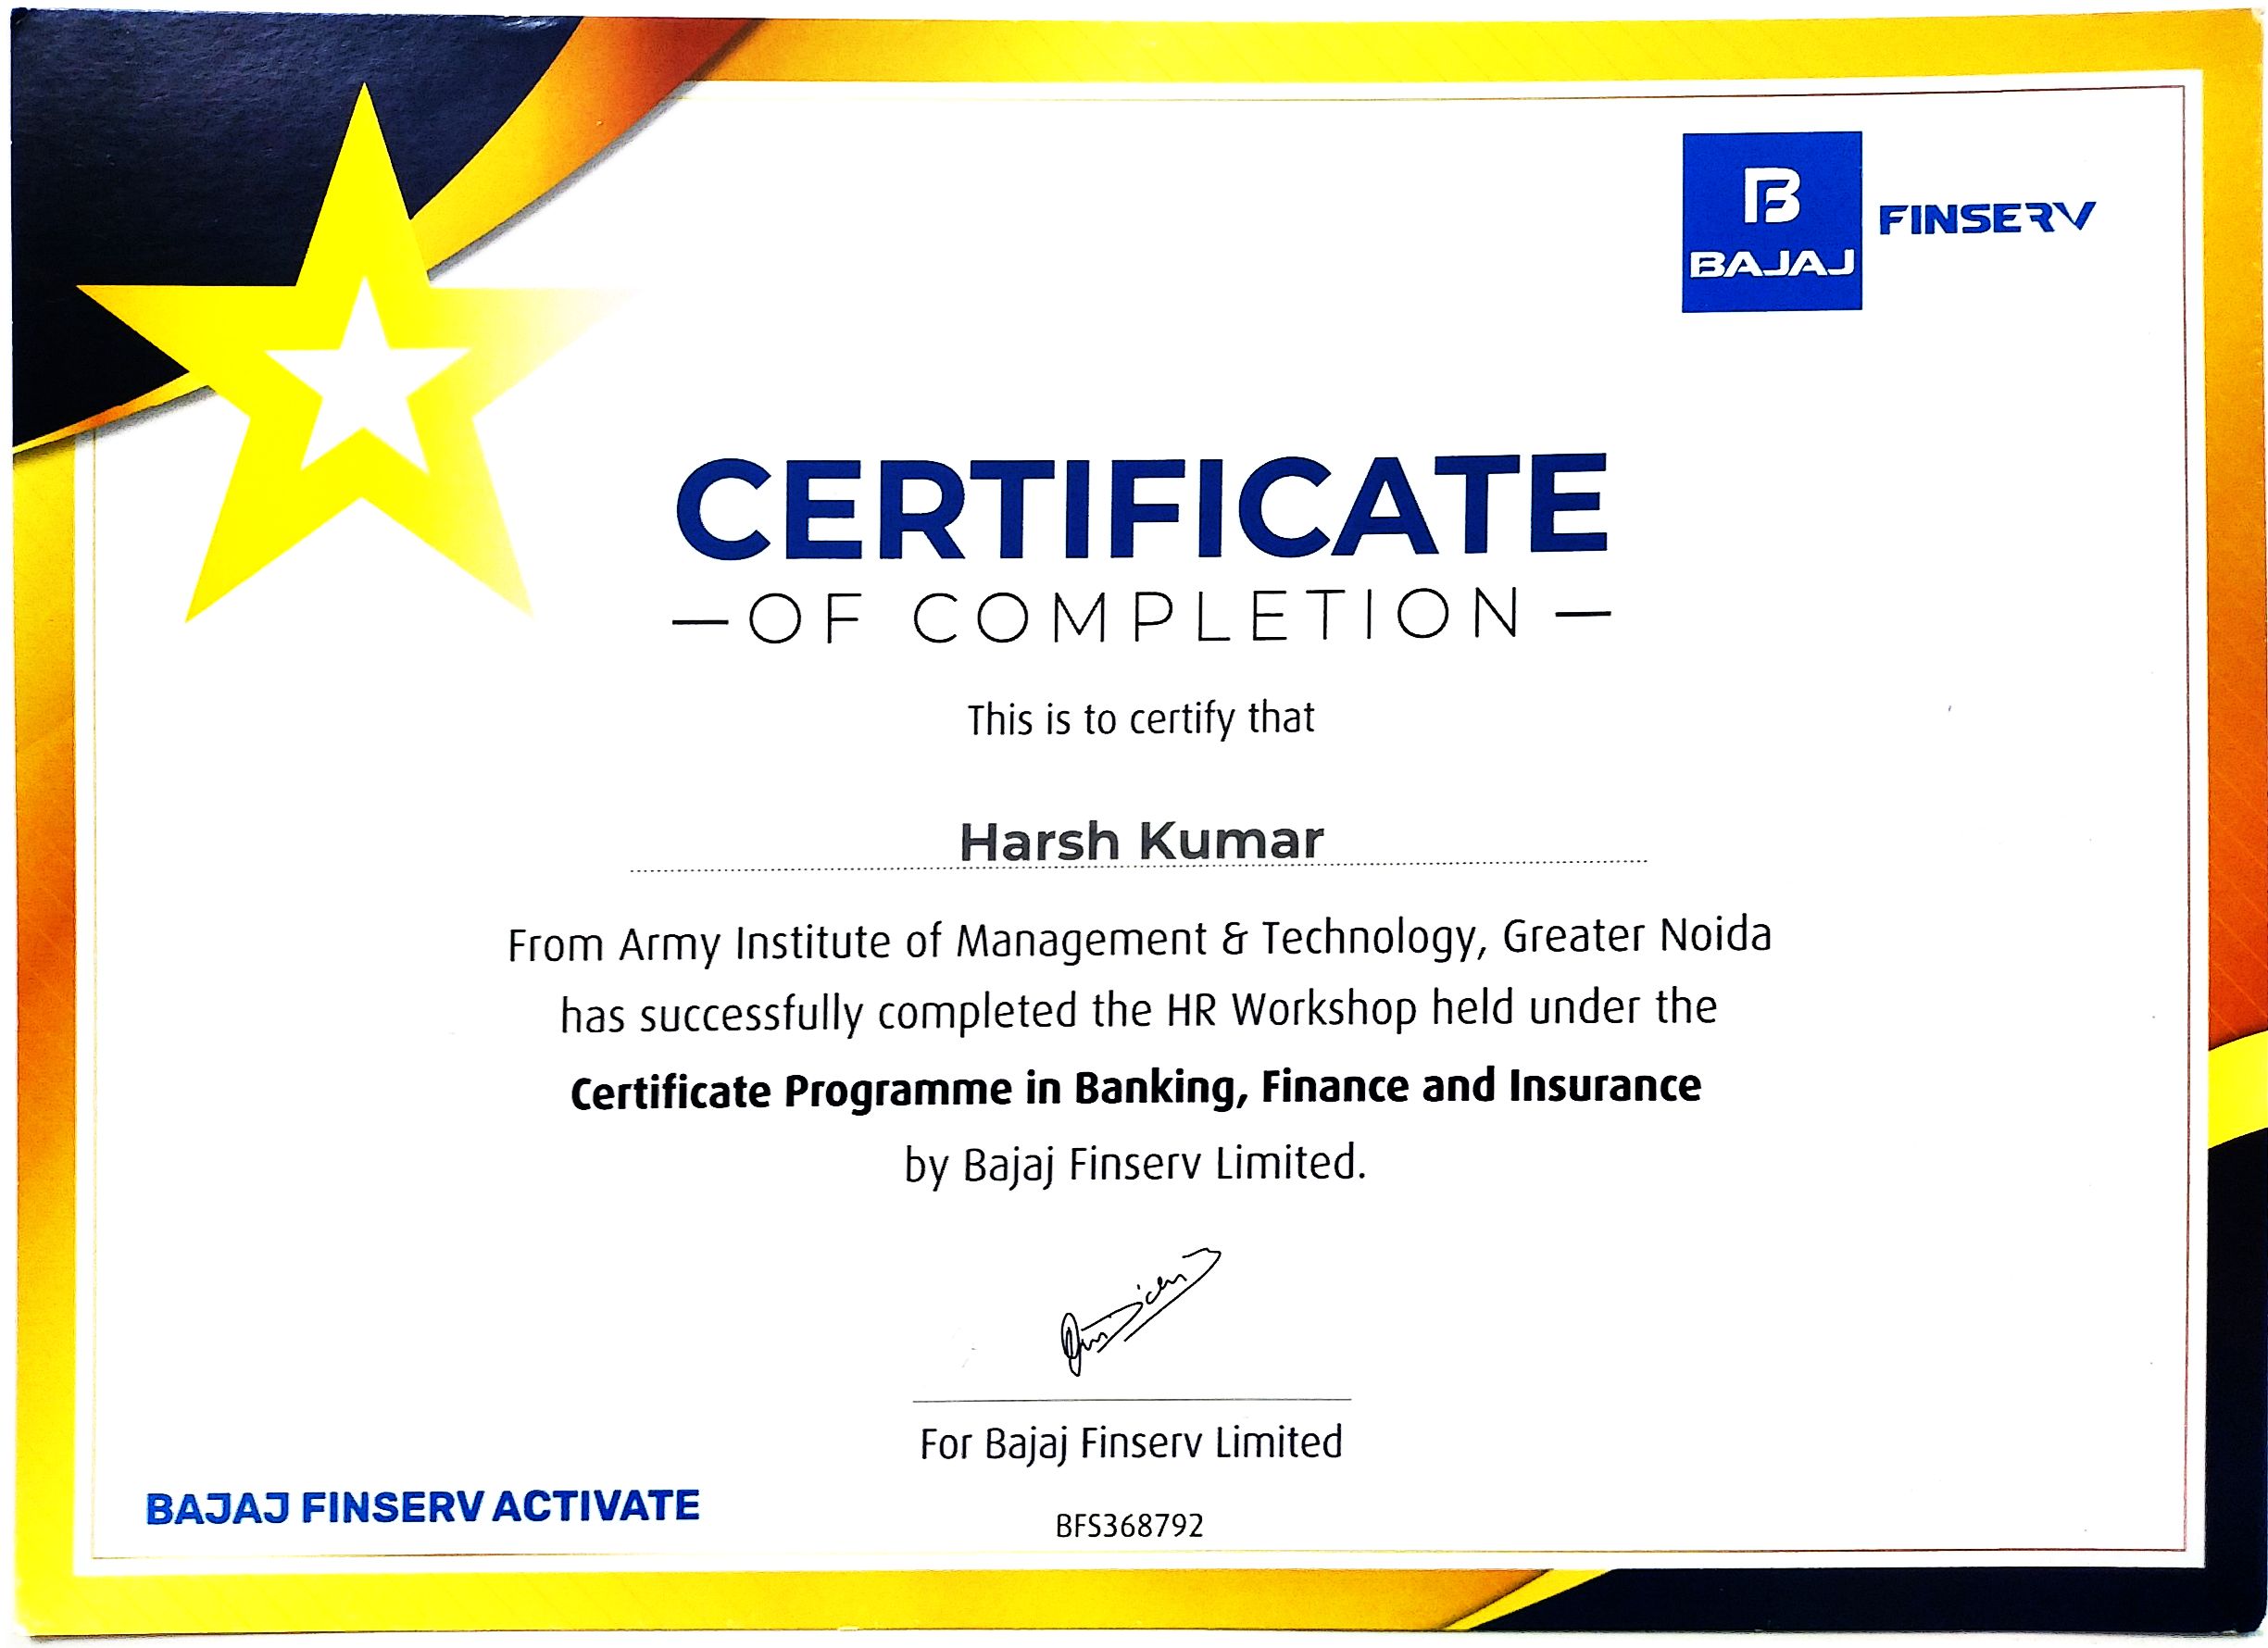 BAJAJ FINSERV
CERTIFICATE
— OF COMPLETION —
This is to certify that
Harsh Kumar
From Army Institute of Management & Technology, Greater Noida
has successfully completed the HR Workshop held under the
Certificate Programme in Banking, Finance and Insurance
by Bajaj Finserv Limited.
For Bajaj Finserv Limited
BAJAJ FINSERV ACTIVATE
BFS368792